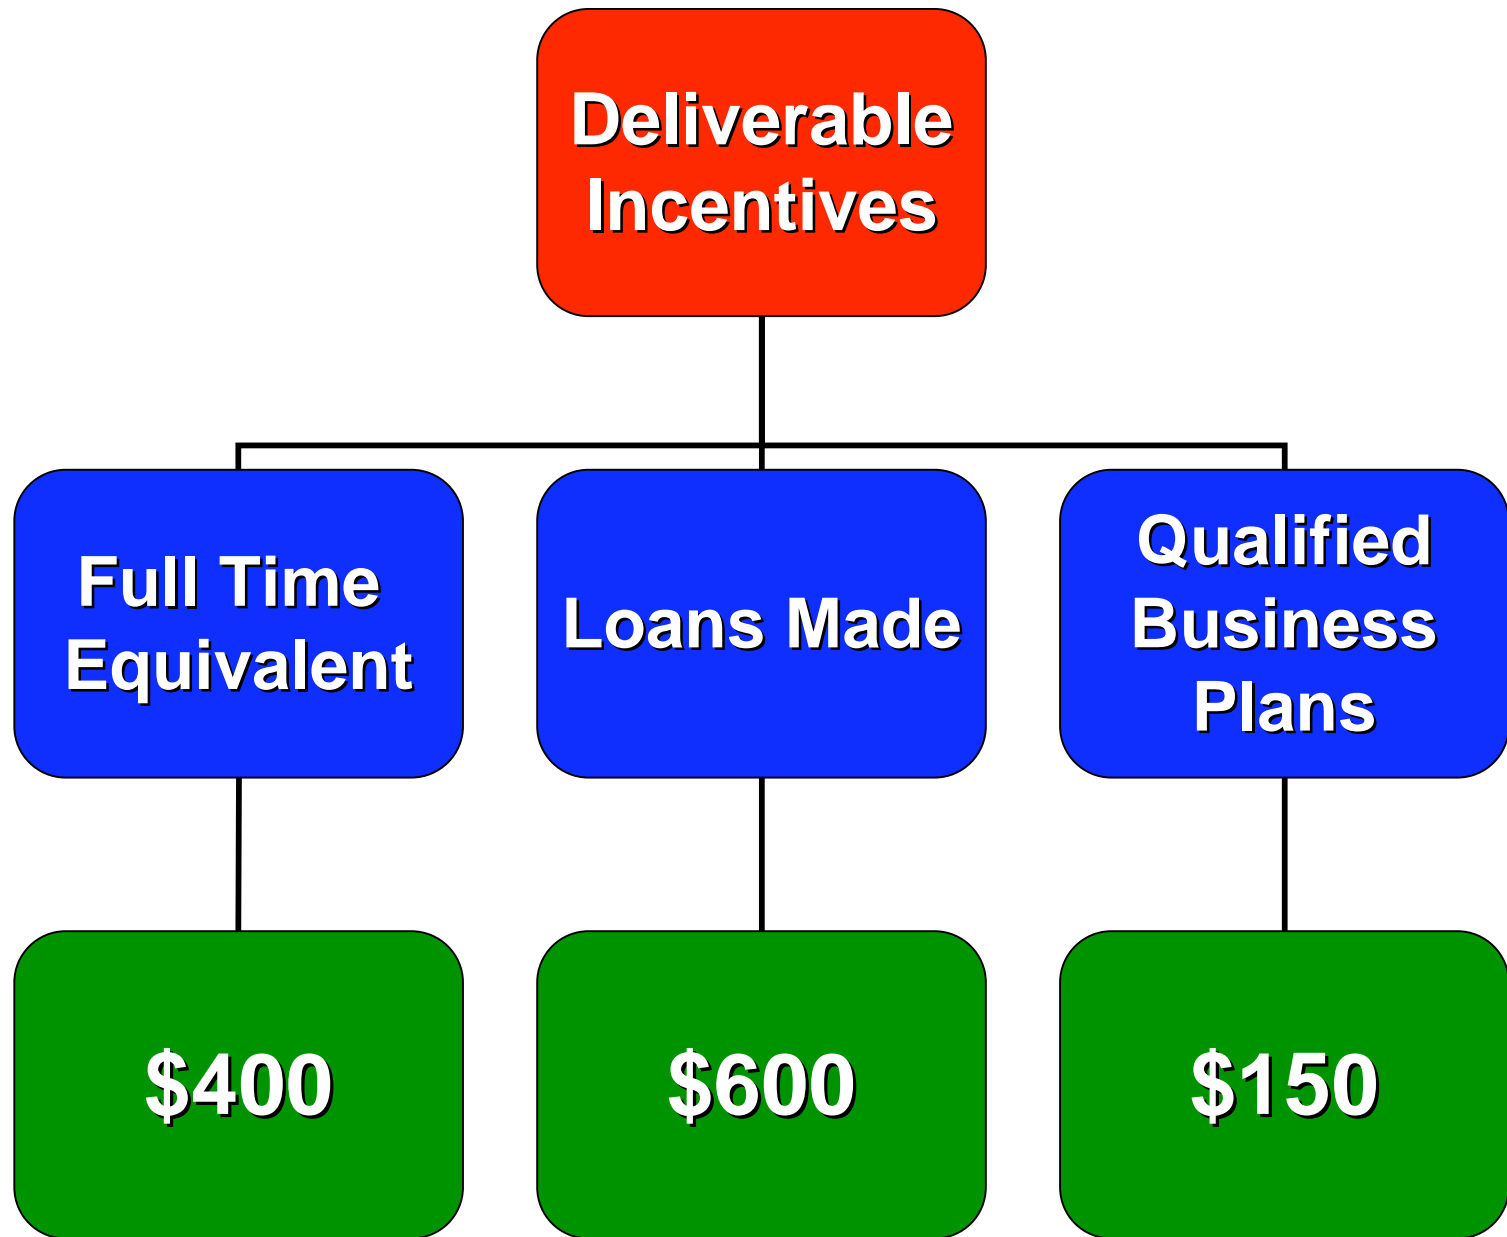 Deliverable
Incentives
Full Time
Equivalent
Loans Made
Qualified
Business
Plans
$400
$600
$150